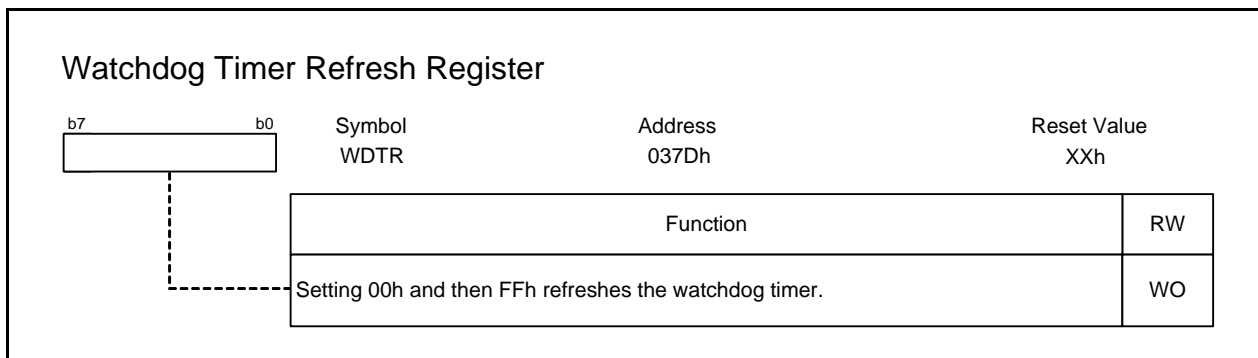 Watchdog Timer Refresh Register
b7 b0 Symbol Address Reset Value
WDTR 037Dh XXh
Function RW
Setting 00h and then FFh refreshes the watchdog timer. WO